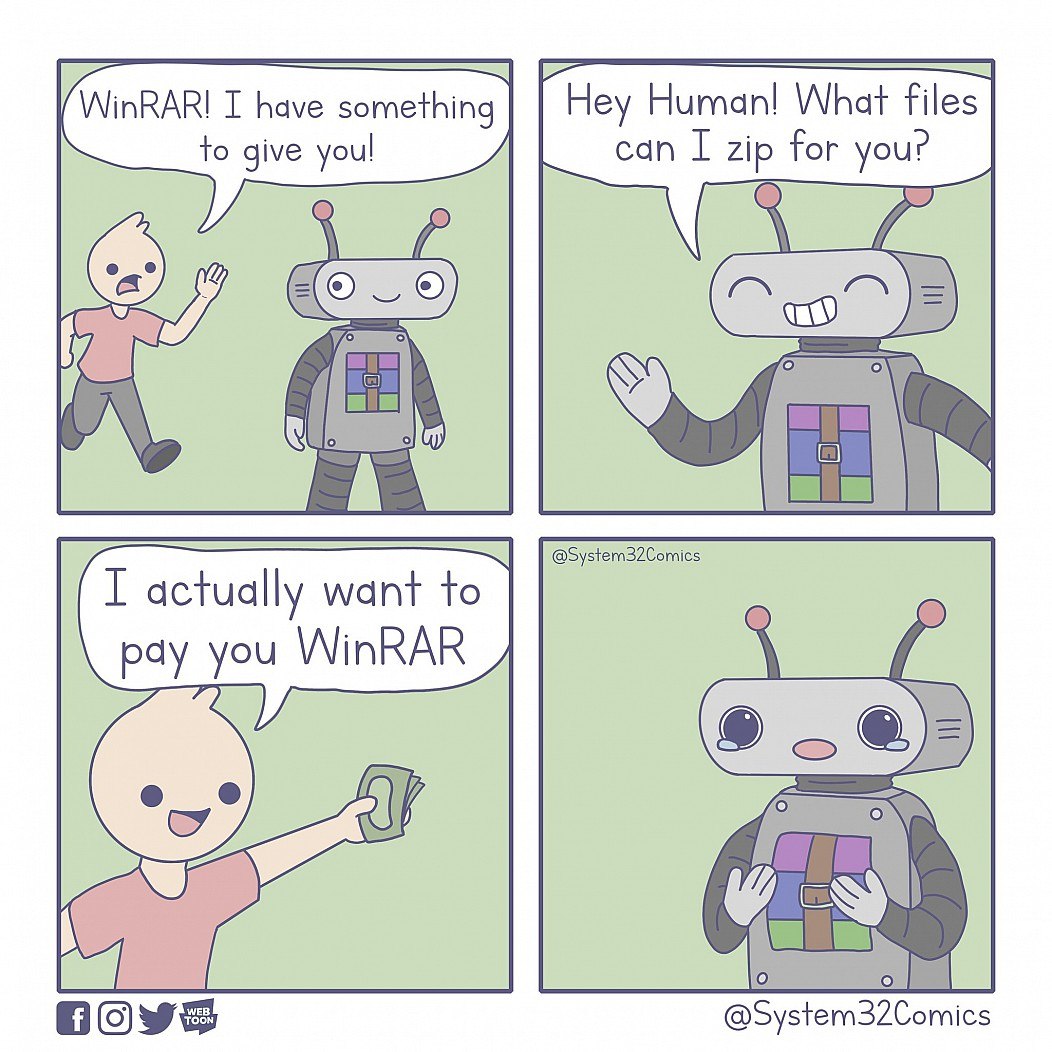 WinRAR! I have something
to give you!
Hey Human! What files
can I zip for you?
I actually want to
pay you WinRAR
@System32Comics
f
WEB
TOON
@System32Comics